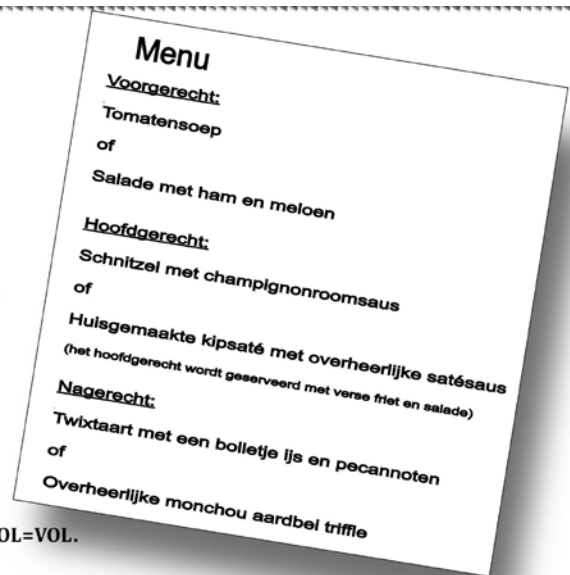 Menu
Voorgerecht:
Tomatensoep
of
Salade met ham en meloen
Hoofdgerecht:
Schnitzel met champignonroomsaus
of
Huisgemaakte kipsaté met overheerlijke satésaus
(het hoofdgerecht wordt geserveerd met verse friet en salade)
Nagerecht:
Twixtaart met een bolletje ijs en pecannoten
of
Overheerlijke monchou aardbei triffle
OL=VOL.